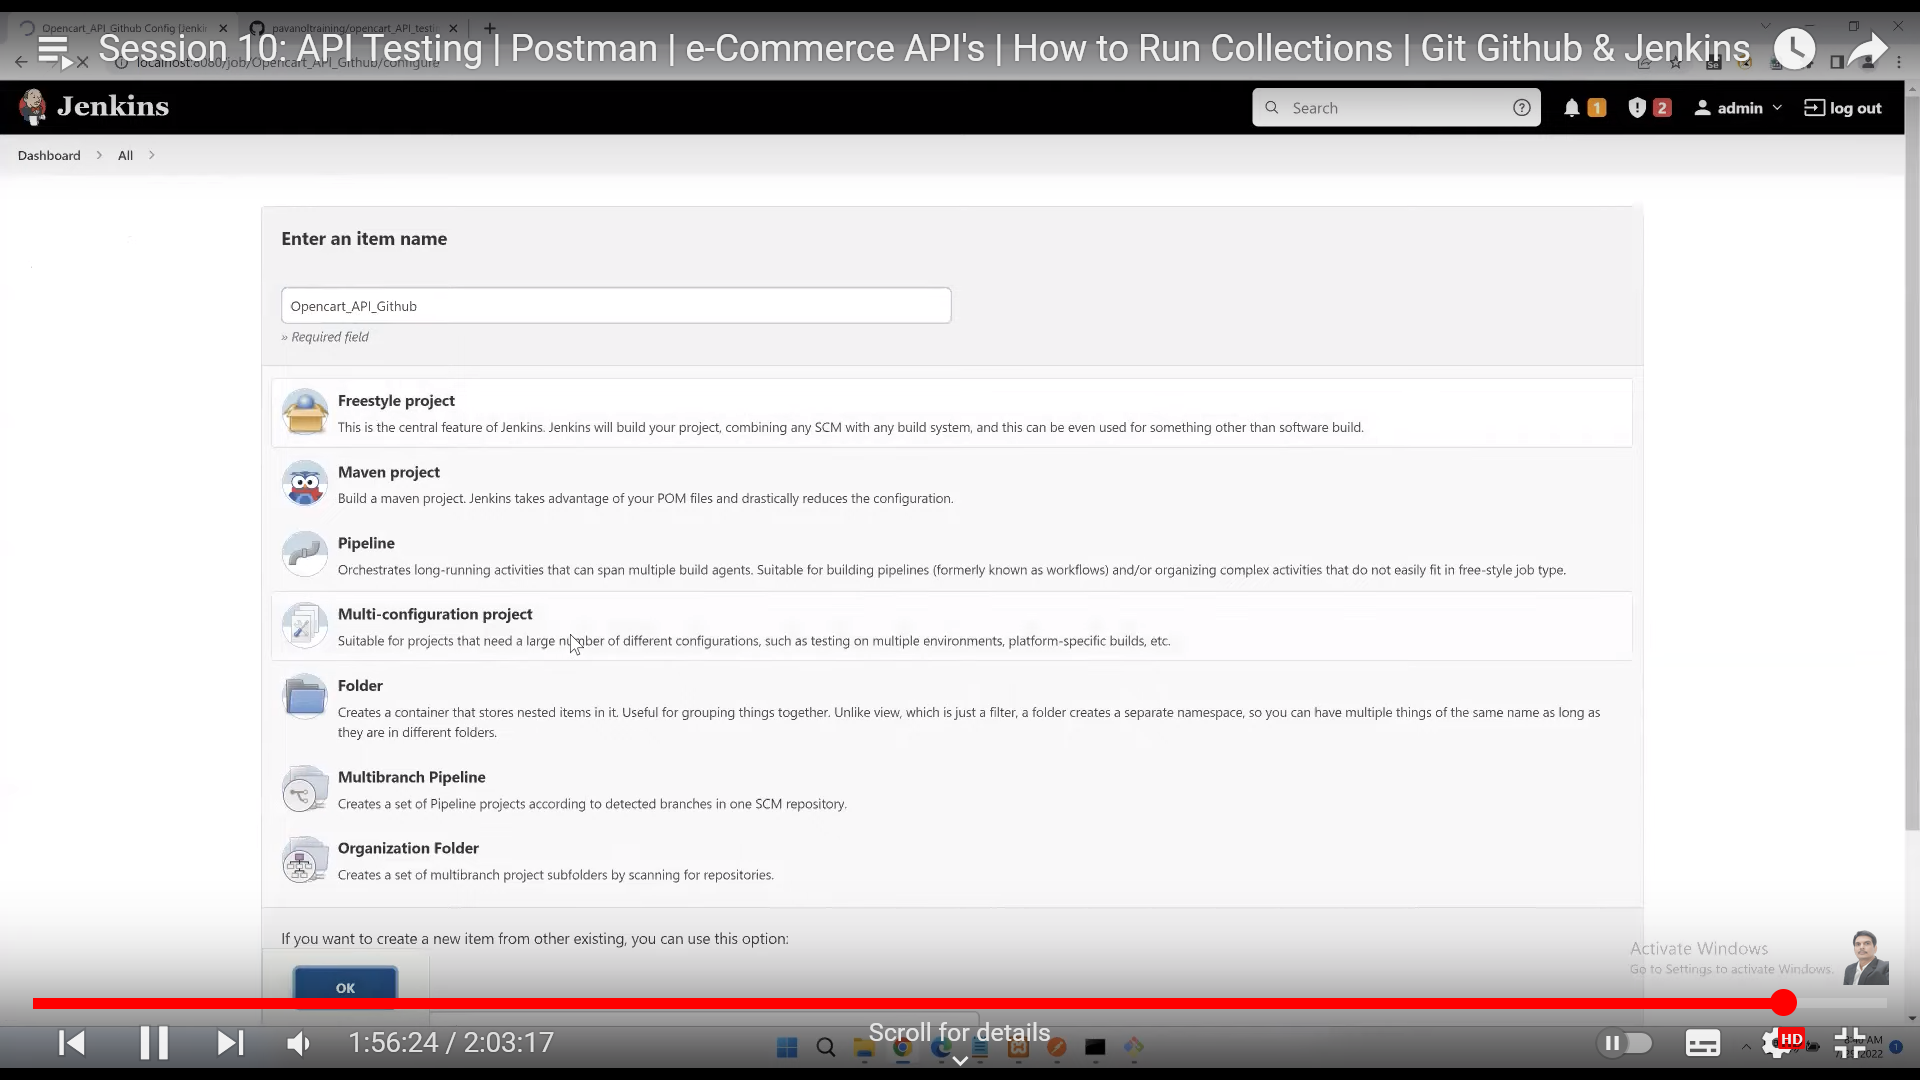 Opencart_API_Github Config [Jenki
pavanoltraining/opencart_API_testi
Session 10: API Testing | Postman | e-Commerce API's | How to Run Collections | Git Github & Jenkins
localhost:8080/job/Opencart_API_Github/configure
Jenkins
Search
1
2
admin
log out
Dashboard
All
Enter an item name
Opencart_API_Github
» Required field
Freestyle project
This is the central feature of Jenkins. Jenkins will build your project, combining any SCM with any build system, and this can be even used for something other than software build.
Maven project
Build a maven project. Jenkins takes advantage of your POM files and drastically reduces the configuration.
Pipeline
Orchestrates long-running activities that can span multiple build agents. Suitable for building pipelines (formerly known as workflows) and/or organizing complex activities that do not easily fit in free-style job type.
Multi-configuration project
Suitable for projects that need a large number of different configurations, such as testing on multiple environments, platform-specific builds, etc.
Folder
Creates a container that stores nested items in it. Useful for grouping things together. Unlike view, which is just a filter, a folder creates a separate namespace, so you can have multiple things of the same name as long as
they are in different folders.
Multibranch Pipeline
Creates a set of Pipeline projects according to detected branches in one SCM repository.
Organization Folder
Creates a set of multibranch project subfolders by scanning for repositories.
If you want to create a new item from other existing, you can use this option:
Activate Windows
Go to Settings to activate Windows.
OK
1:56:24 / 2:03:17
Scroll for details
HD
AM
2022
1